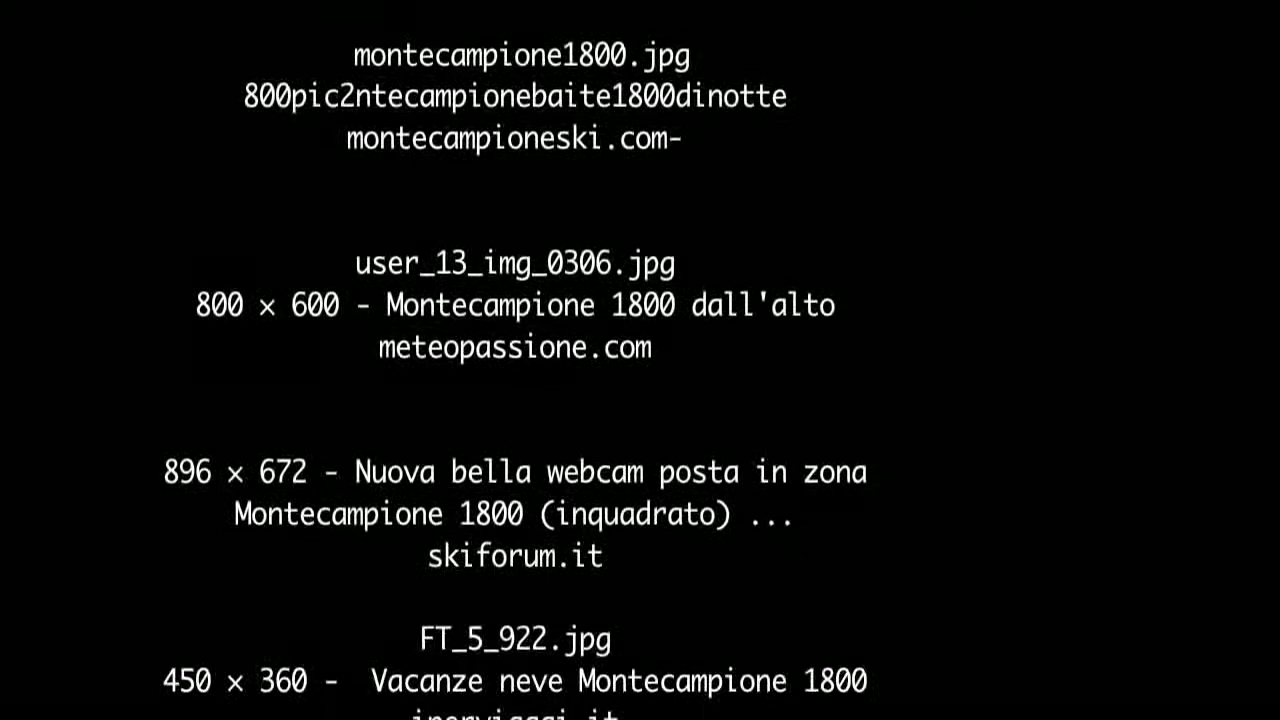 montecampione1800.jpg
800pic2ntecampionebaite1800dinotte
montecampioneski.com-
user_13_img_0306.jpg
800 × 600 - Montecampione 1800 dall'alto
meteopassione.com
896 × 672 - Nuova bella webcam posta in zona
Montecampione 1800 (inquadrato) ...
skiforum.it
FT_5_922.jpg
450 × 360 - Vacanze neve Montecampione 1800